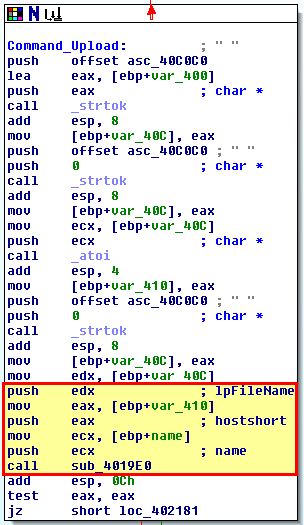 Command_Upload: ; " "
push offset asc_40C0C0
lea eax, [ebp+var_400]
push eax ; char *
call _strtok
add esp, 8
mov [ebp+var_40C], eax
push offset asc_40C0C0 ; " "
push 0 ; char *
call _strtok
add esp, 8
mov [ebp+var_40C], eax
mov ecx, [ebp+var_40C]
push ecx ; char *
call _atoi
add esp, 4
mov [ebp+var_410], eax
push offset asc_40C0C0 ; " "
push 0 ; char *
call _strtok
add esp, 8
mov [ebp+var_40C], eax
mov edx, [ebp+var_40C]
push edx ; lpFileName
mov eax, [ebp+var_410]
push eax ; hostshort
mov ecx, [ebp+name]
push ecx ; name
call sub_4019E0
add esp, 0Ch
test eax, eax
jz short loc_402181